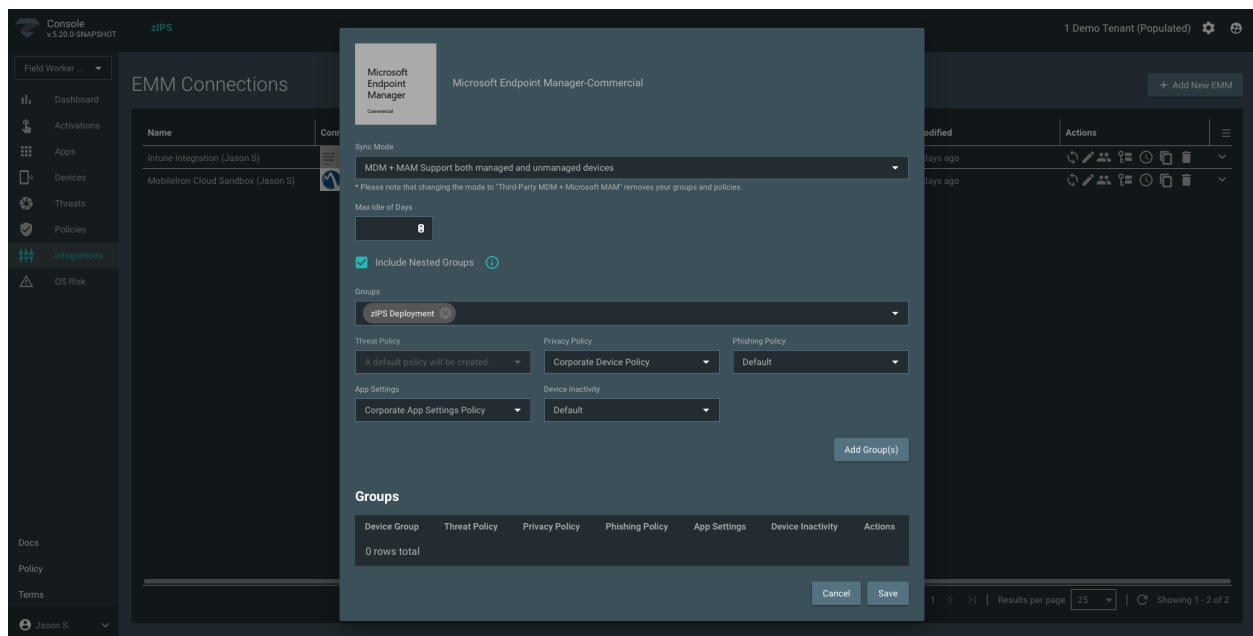 Console
v.5.20.0-SNAPSHOT
zIPS
1 Demo Tenant (Populated)
Field Worker ...
Dashboard
Activations
Apps
Devices
Threats
Policies
Integrations
OS Risk
Docs
Policy
Terms
Jason S.
EMM Connections
+ Add New EMM
Name
Conn
odified
Actions
Intune Integration (Jason S)
days ago
MobileIron Cloud Sandbox (Jason S)
days ago
Microsoft
Endpoint
Manager
Commercial
Microsoft Endpoint Manager-Commercial
Sync Mode
MDM + MAM Support both managed and unmanaged devices
* Please note that changing the mode to "Third-Party MDM + Microsoft MAM" removes your groups and policies.
Max Idle of Days
Include Nested Groups
Groups
zIPS Deployment
Threat Policy Privacy Policy Phishing Policy
A default policy will be created. Corporate Device Policy Default
App Settings Device Inactivity
Corporate App Settings Policy Default
Add Group(s)
Groups
Device Group Threat Policy Privacy Policy Phishing Policy App Settings Device Inactivity Actions
0 rows total
Cancel Save
1 > >| | Results per page 25 | Showing 1 - 2 of 2